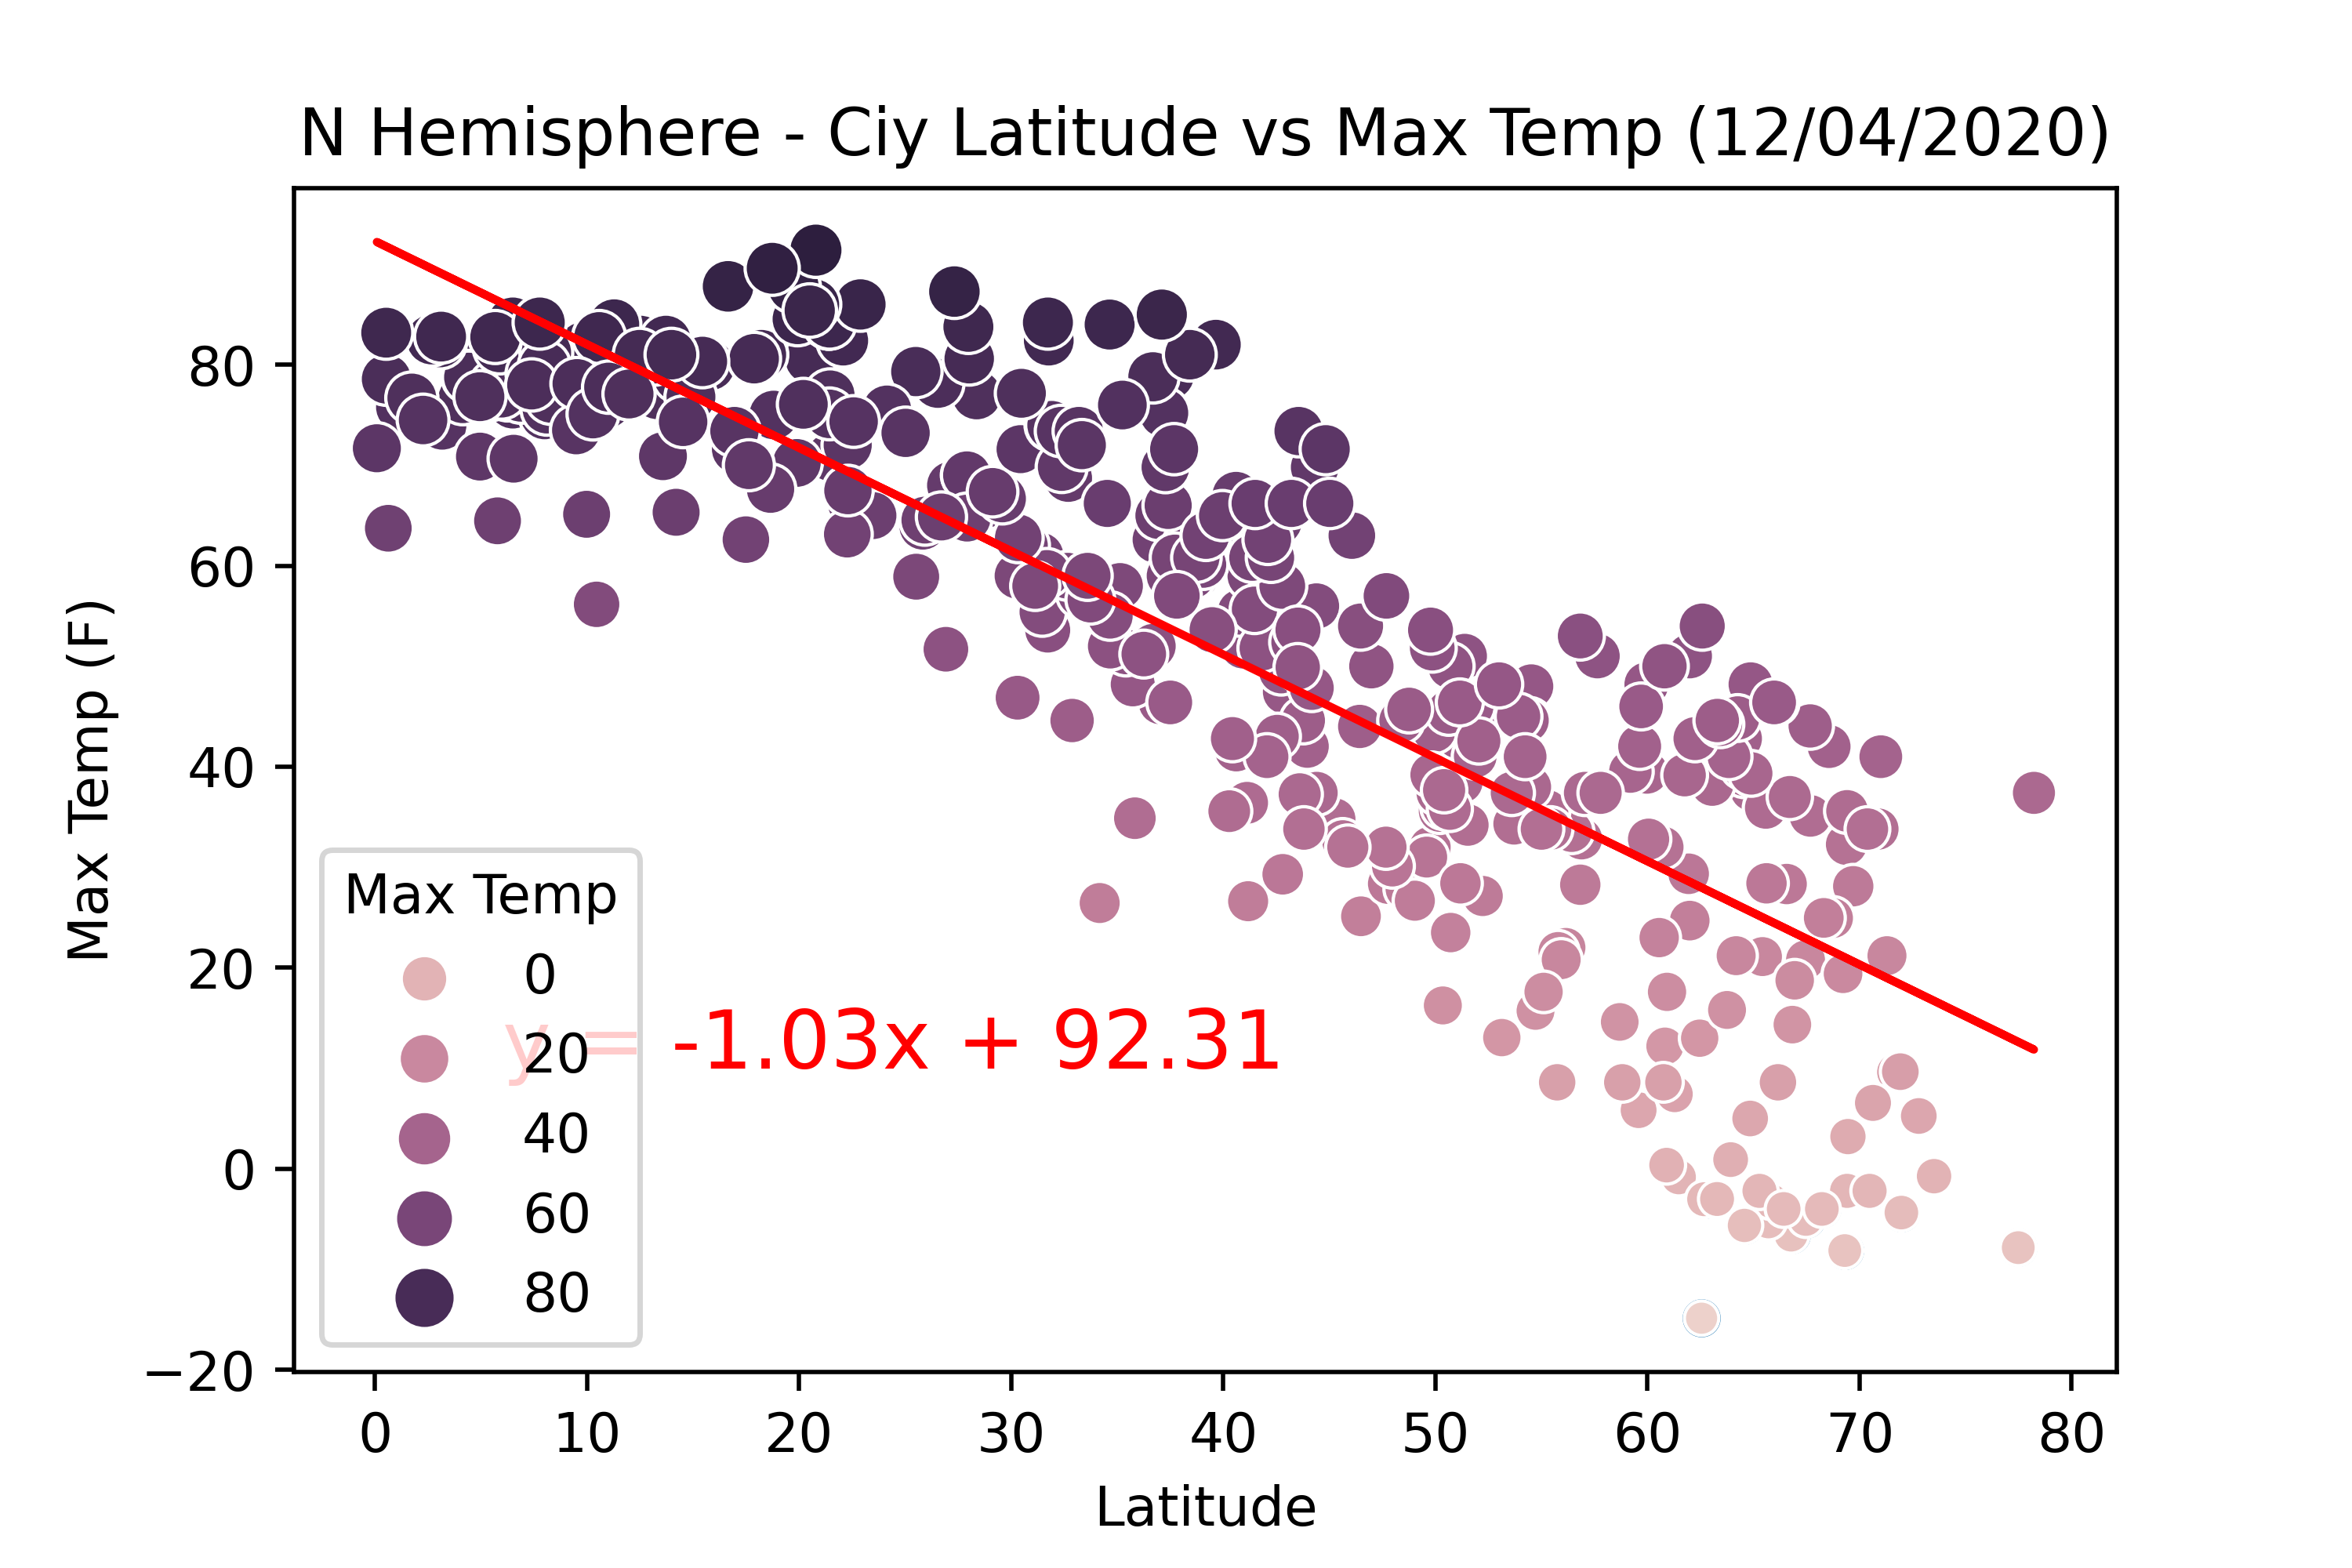 N Hemisphere - Ciy Latitude vs Max Temp (12/04/2020)
Max Temp (F)
80
60
40
20
0
−20
Max Temp
0
20
40
60
80
y = -1.03x + 92.31
0 10 20 30 40 50 60 70 80
Latitude